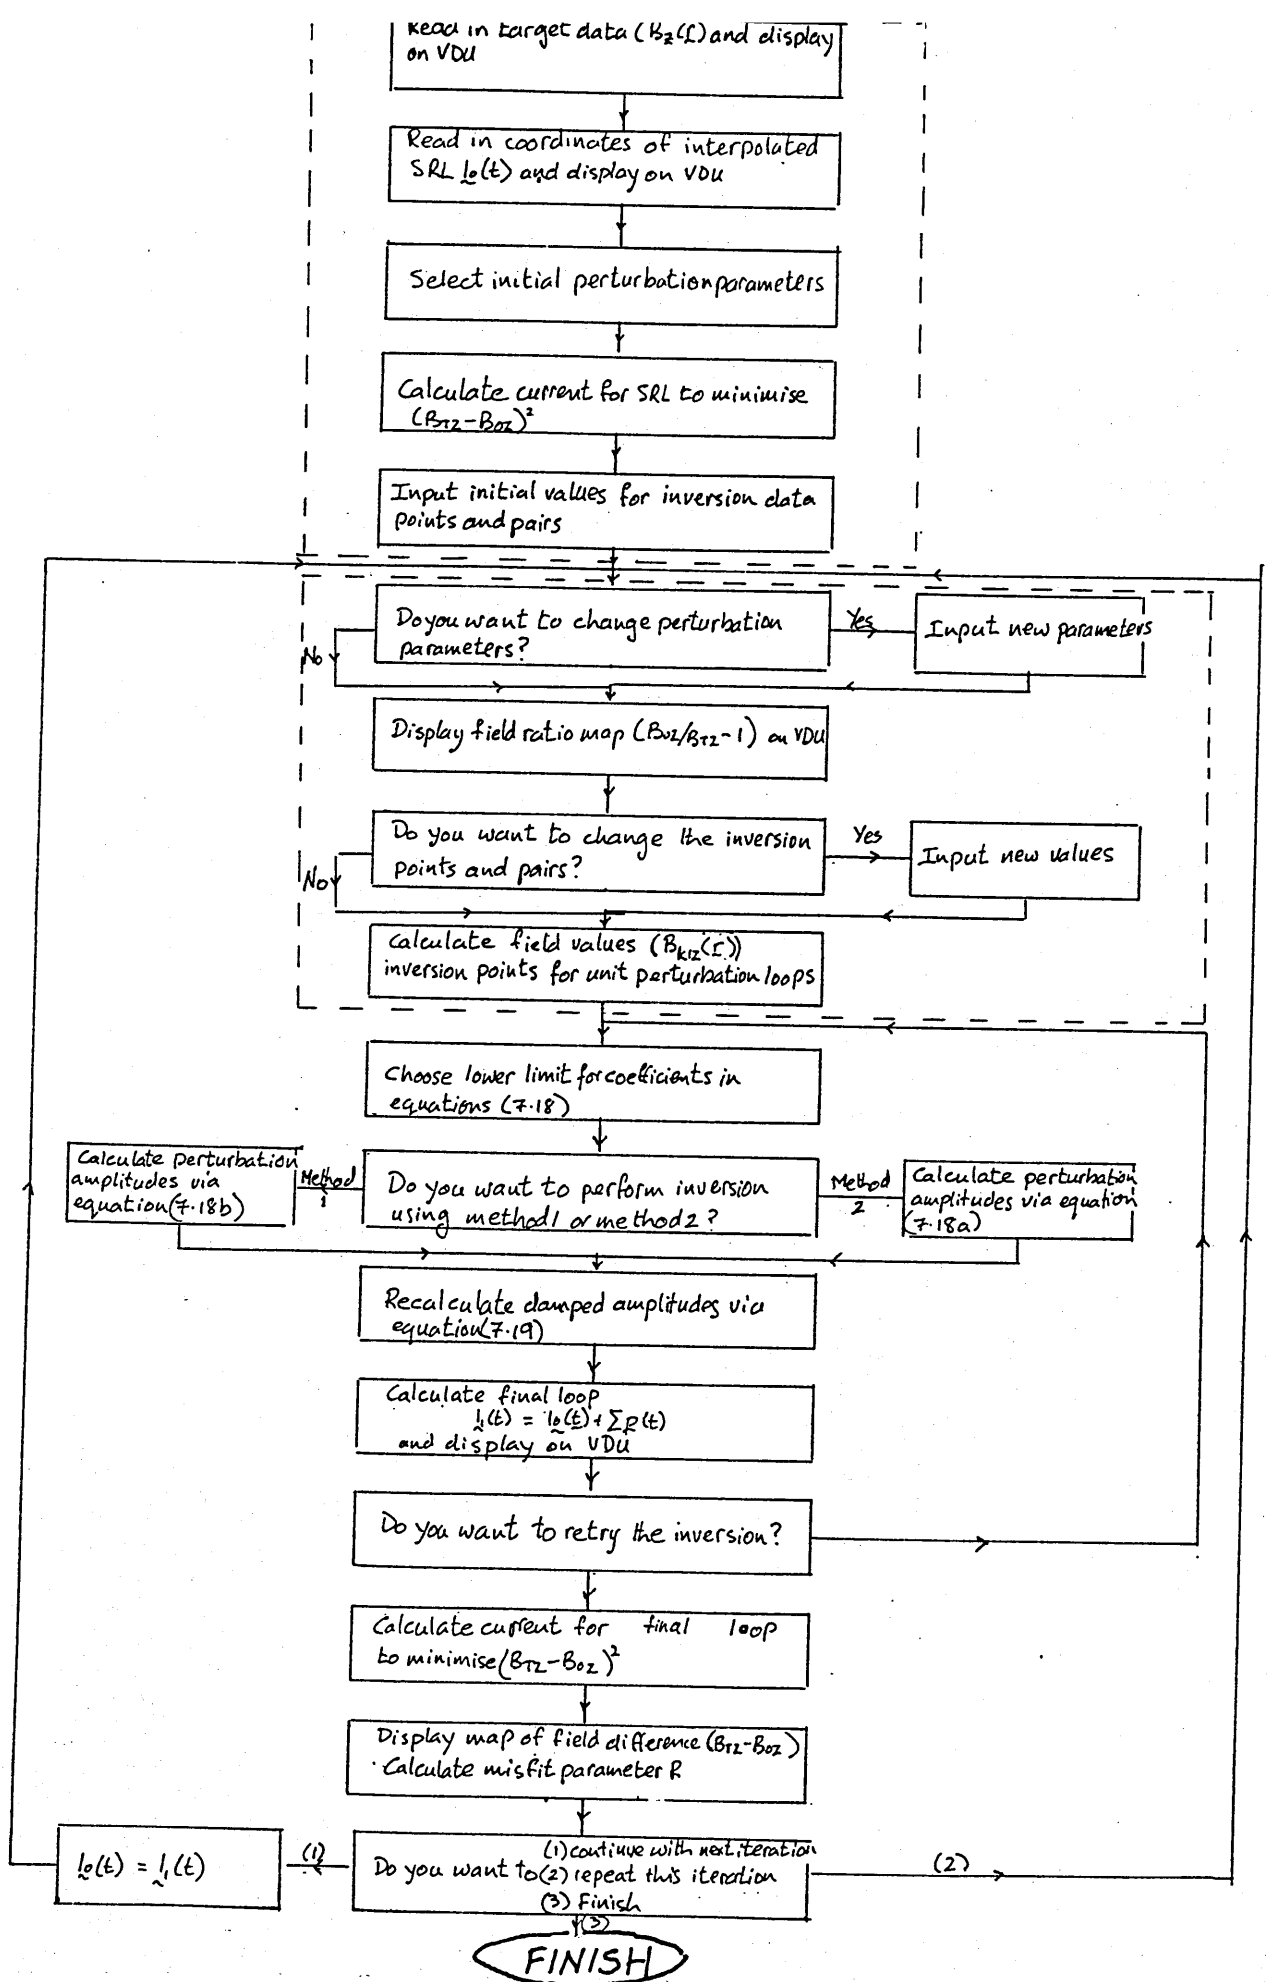 Read in target data (Bz(r) and display
on VDU
Read in coordinates of interpolated
SRL l₀(t) and display on VDU
Select initial perturbation parameters
Calculate current for SRL to minimise
(BTZ-BOZ)²
Input initial values for inversion data
points and pairs
Do you want to change perturbation
parameters?
Yes
Input new parameters
No
Display field ratio map (BOZ/BTZ-1) on VDU
Do you want to change the inversion
points and pairs?
Yes
Input new values
No
Calculate field values (Bkiz(r))
inversion points for unit perturbation loops
Choose lower limit for coefficients in
equations (7.18)
Calculate perturbation
amplitudes via
equation (7.18b)
Method
1
Do you want to perform inversion
using method 1 or method 2?
Method
2
Calculate perturbation
amplitudes via equation
(7.18a)
Recalculate damped amplitudes via
equation (7.19)
Calculate final loop
l₁(t) = l₀(t) + Σp(t)
and display on VDU
Do you want to retry the inversion?
Calculate current for final loop
to minimise (BTZ-BOZ)²
Display map of field difference (BTZ-BOZ)
Calculate misfit parameter R
l₀(t) = l₁(t)
(1)
(1) continue with next iteration
Do you want to (2) repeat this iteration
(3) Finish
(2)
(3)
FINISH